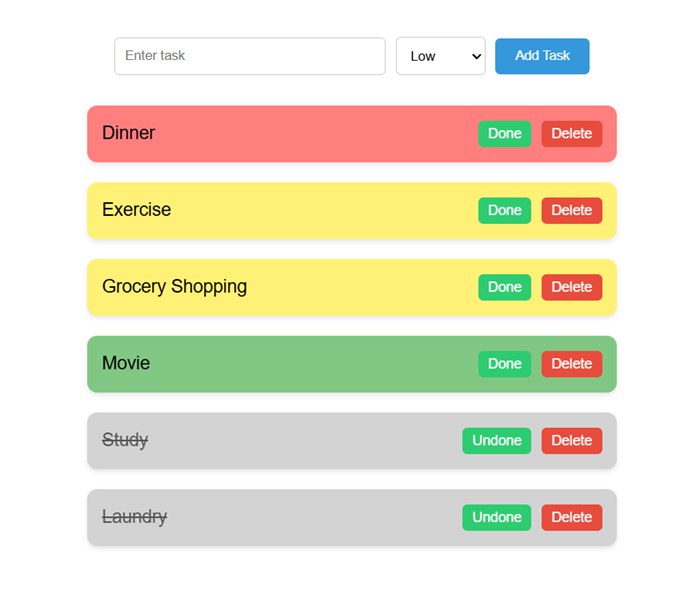 Enter task Low Add Task
Dinner Done Delete
Exercise Done Delete
Grocery Shopping Done Delete
Movie Done Delete
Study Undone Delete
Laundry Undone Delete